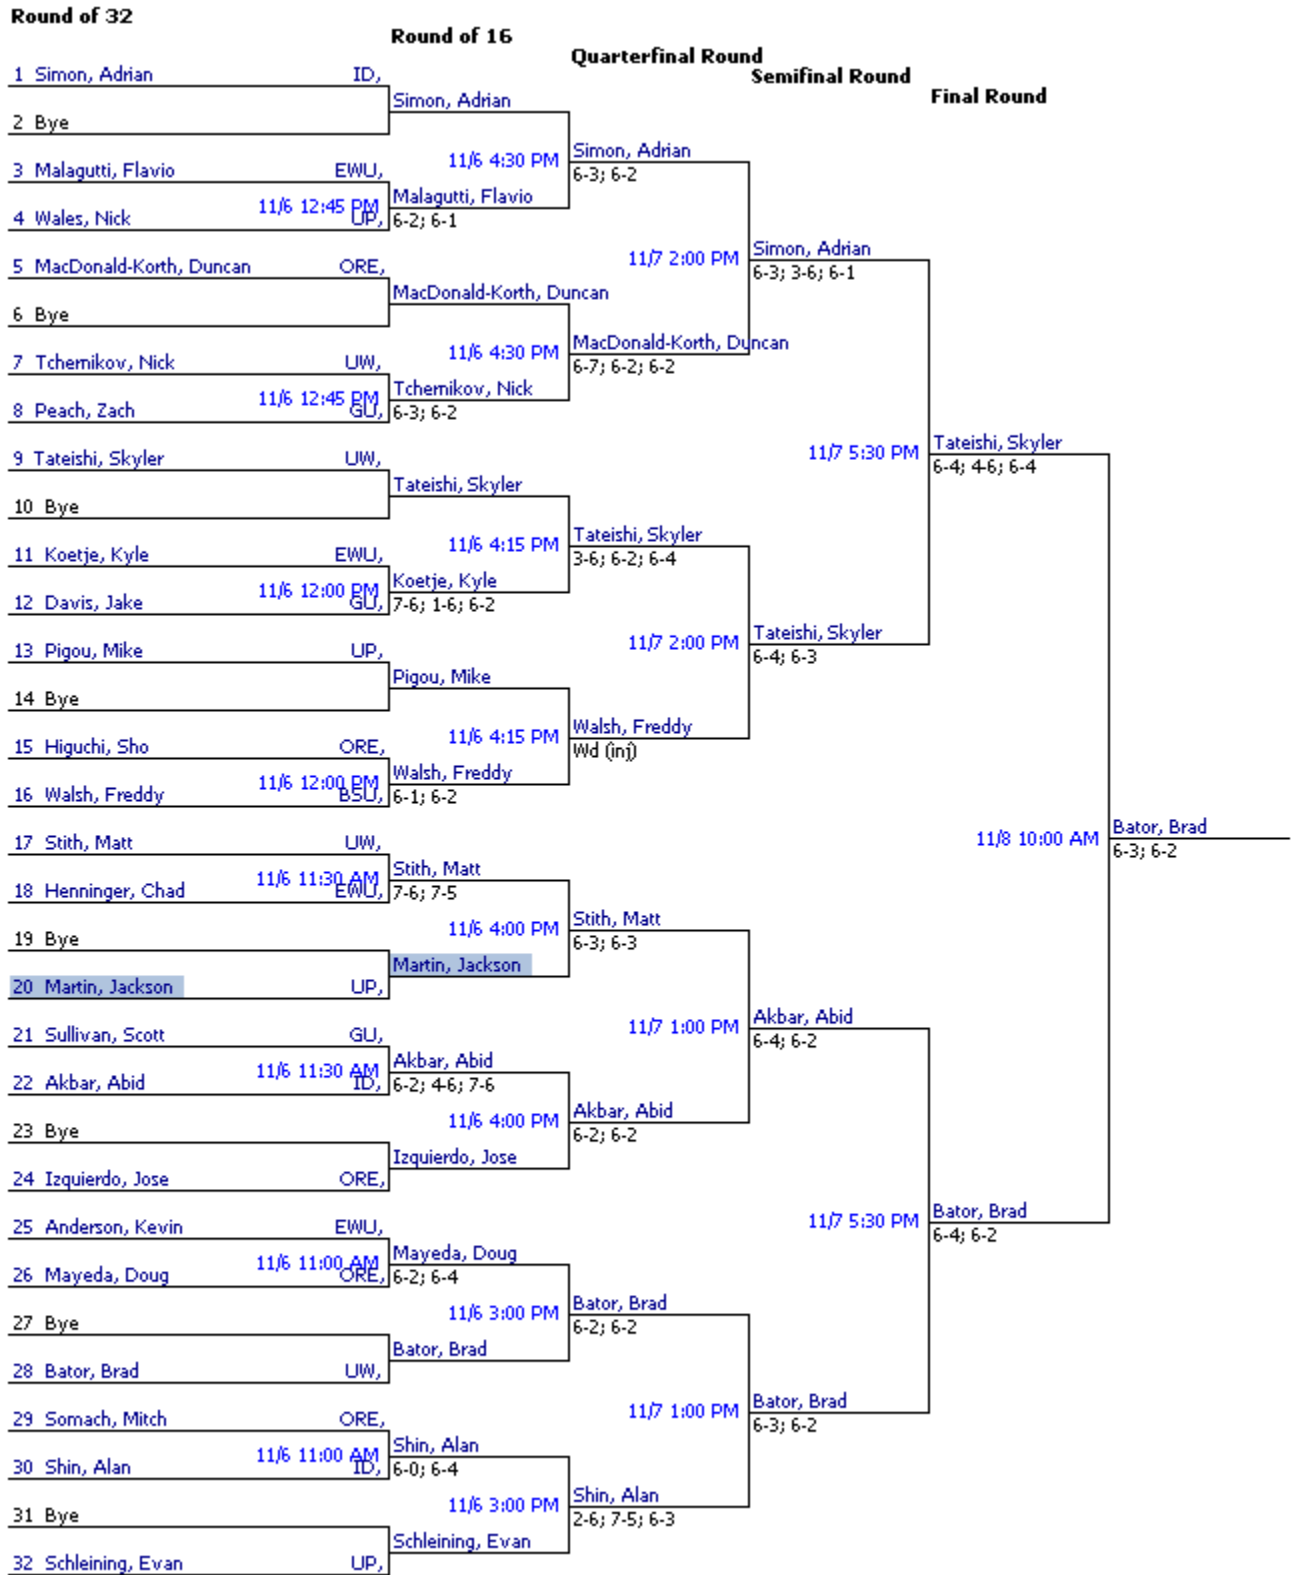 Round of 32
Round of 16
Quarterfinal Round
Semifinal Round
Final Round
1 Simon, Adrian ID,
Simon, Adrian
2 Bye
11/6 4:30 PM Simon, Adrian
6-3; 6-2
3 Malagutti, Flavio EWU,
11/6 12:45 PM Malagutti, Flavio
4 Wales, Nick UP, 6-2; 6-1
11/7 2:00 PM Simon, Adrian
6-3; 3-6; 6-1
5 MacDonald-Korth, Duncan ORE,
MacDonald-Korth, Duncan
6 Bye
11/6 4:30 PM MacDonald-Korth, Duncan
6-7; 6-2; 6-2
7 Tchernikov, Nick UW,
11/6 12:45 PM Tchernikov, Nick
8 Peach, Zach GU, 6-3; 6-2
11/7 5:30 PM Tateishi, Skyler
6-4; 4-6; 6-4
9 Tateishi, Skyler UW,
Tateishi, Skyler
10 Bye
11/6 4:15 PM Tateishi, Skyler
3-6; 6-2; 6-4
11 Koetje, Kyle EWU,
11/6 12:00 PM Koetje, Kyle
12 Davis, Jake GU, 7-6; 1-6; 6-2
11/7 2:00 PM Tateishi, Skyler
6-4; 6-3
13 Pigou, Mike UP,
Pigou, Mike
14 Bye
11/6 4:15 PM Walsh, Freddy
Wd (inj)
15 Higuchi, Sho ORE,
11/6 12:00 PM Walsh, Freddy
16 Walsh, Freddy BSU, 6-1; 6-2
11/8 10:00 AM Bator, Brad
6-3; 6-2
17 Stith, Matt UW,
11/6 11:30 AM Stith, Matt
18 Henninger, Chad EWU, 7-6; 7-5
11/6 4:00 PM Stith, Matt
6-3; 6-3
19 Bye
Martin, Jackson
20 Martin, Jackson UP,
11/7 1:00 PM Akbar, Abid
6-4; 6-2
21 Sullivan, Scott GU,
11/6 11:30 AM Akbar, Abid
22 Akbar, Abid ID, 6-2; 4-6; 7-6
11/6 4:00 PM Akbar, Abid
6-2; 6-2
23 Bye
Izquierdo, Jose
24 Izquierdo, Jose ORE,
11/7 5:30 PM Bator, Brad
6-4; 6-2
25 Anderson, Kevin EWU,
11/6 11:00 AM Mayeda, Doug
26 Mayeda, Doug ORE, 6-2; 6-4
11/6 3:00 PM Bator, Brad
6-2; 6-2
27 Bye
Bator, Brad
28 Bator, Brad UW,
11/7 1:00 PM Bator, Brad
6-3; 6-2
29 Somach, Mitch ORE,
11/6 11:00 AM Shin, Alan
30 Shin, Alan ID, 6-0; 6-4
11/6 3:00 PM Shin, Alan
2-6; 7-5; 6-3
31 Bye
Schleining, Evan
32 Schleining, Evan UP,